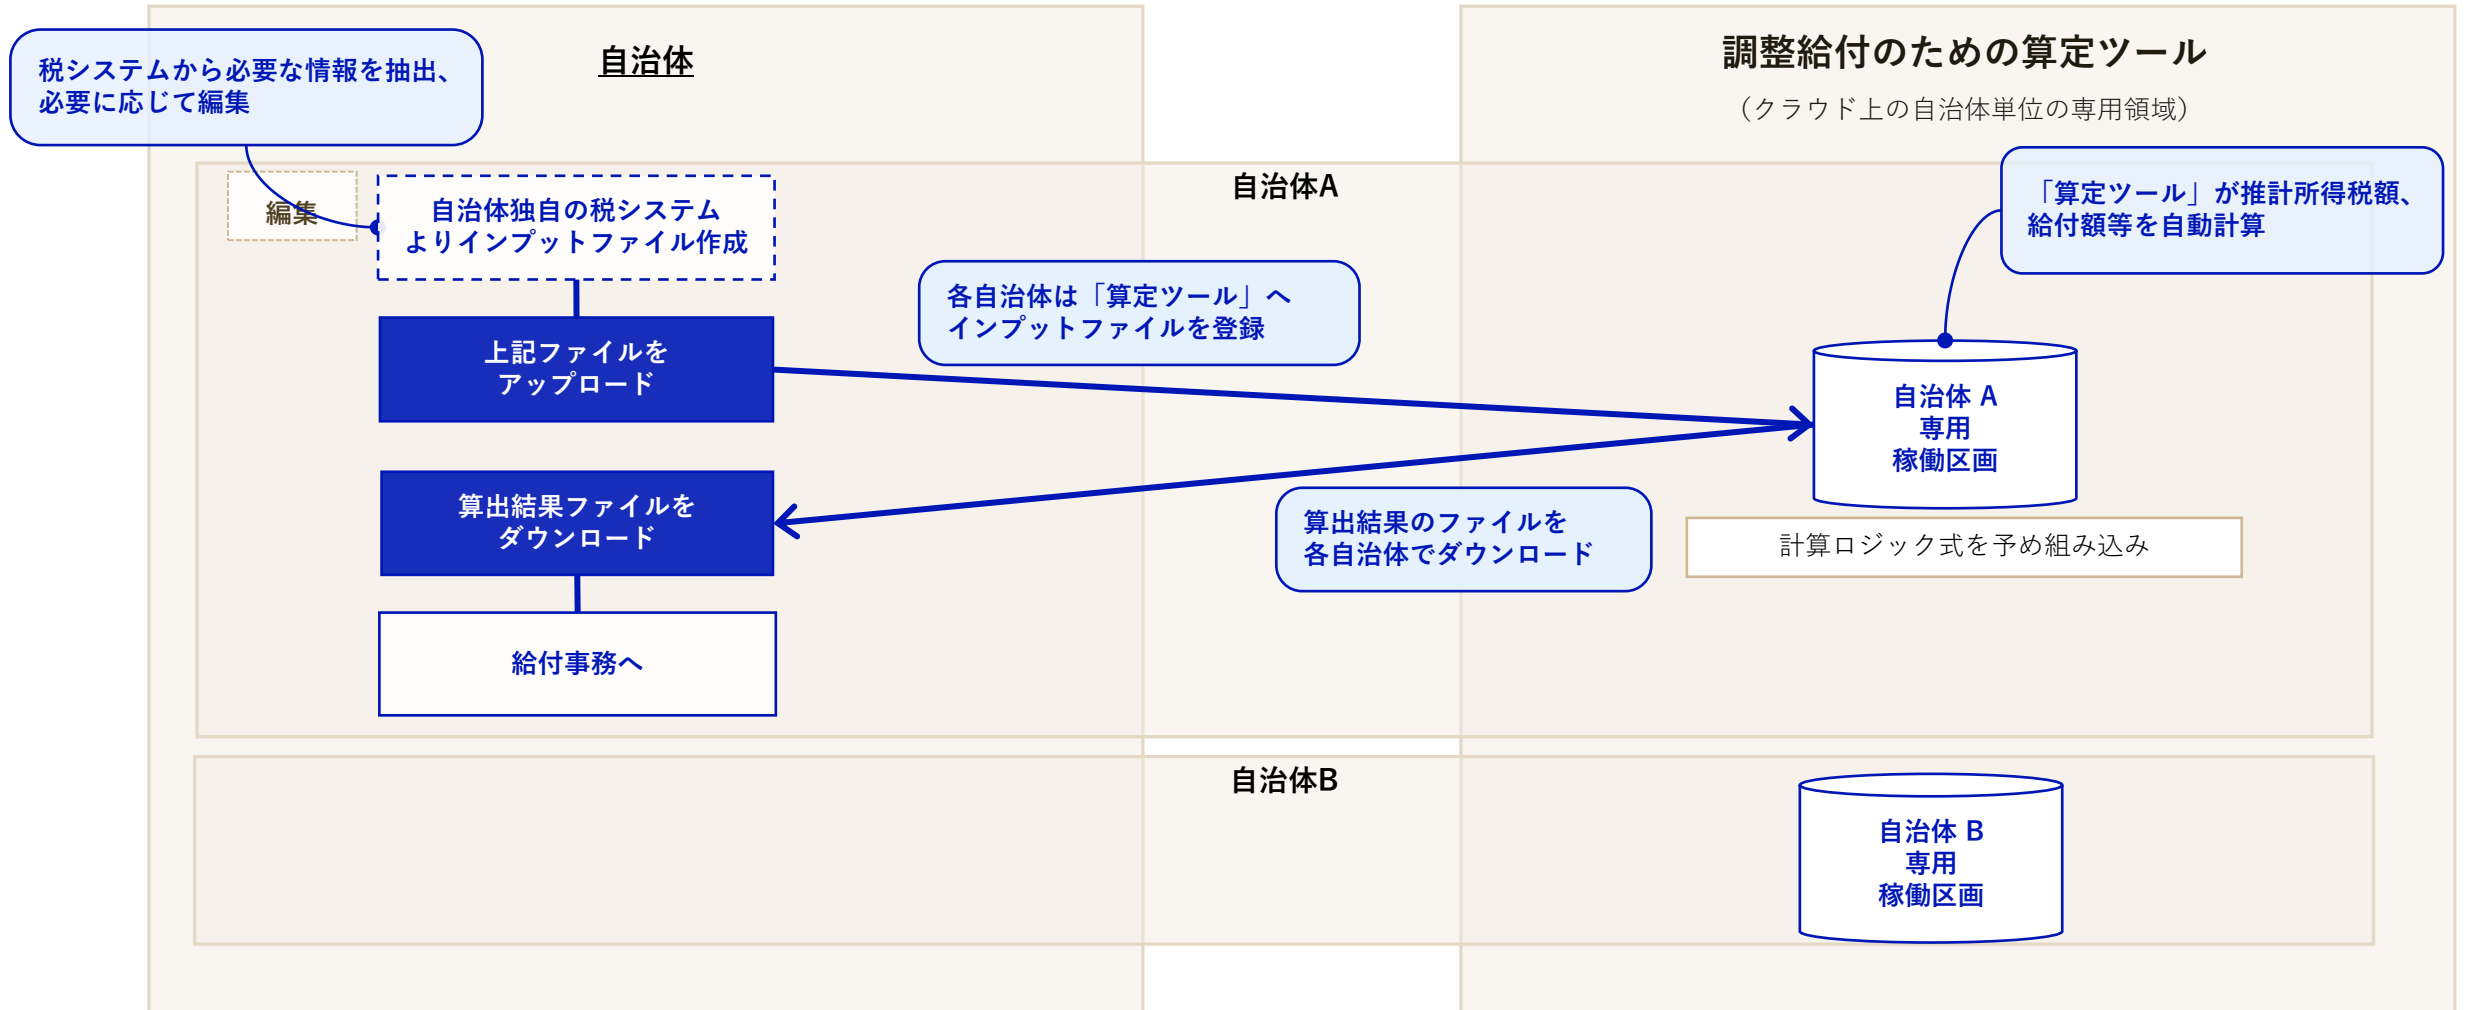 税システムから必要な情報を抽出、
必要に応じて編集
自治体
調整給付のための算定ツール
（クラウド上の自治体単位の専用領域）
自治体A
編集
自治体独自の税システム
よりインプットファイル作成
「算定ツール」が推計所得税額、
給付額等を自動計算
各自治体は「算定ツール」へ
インプットファイルを登録
上記ファイルを
アップロード
自治体 A
専用
稼働区画
算出結果ファイルを
ダウンロード
算出結果のファイルを
各自治体でダウンロード
計算ロジック式を予め組み込み
給付事務へ
自治体B
自治体 B
専用
稼働区画